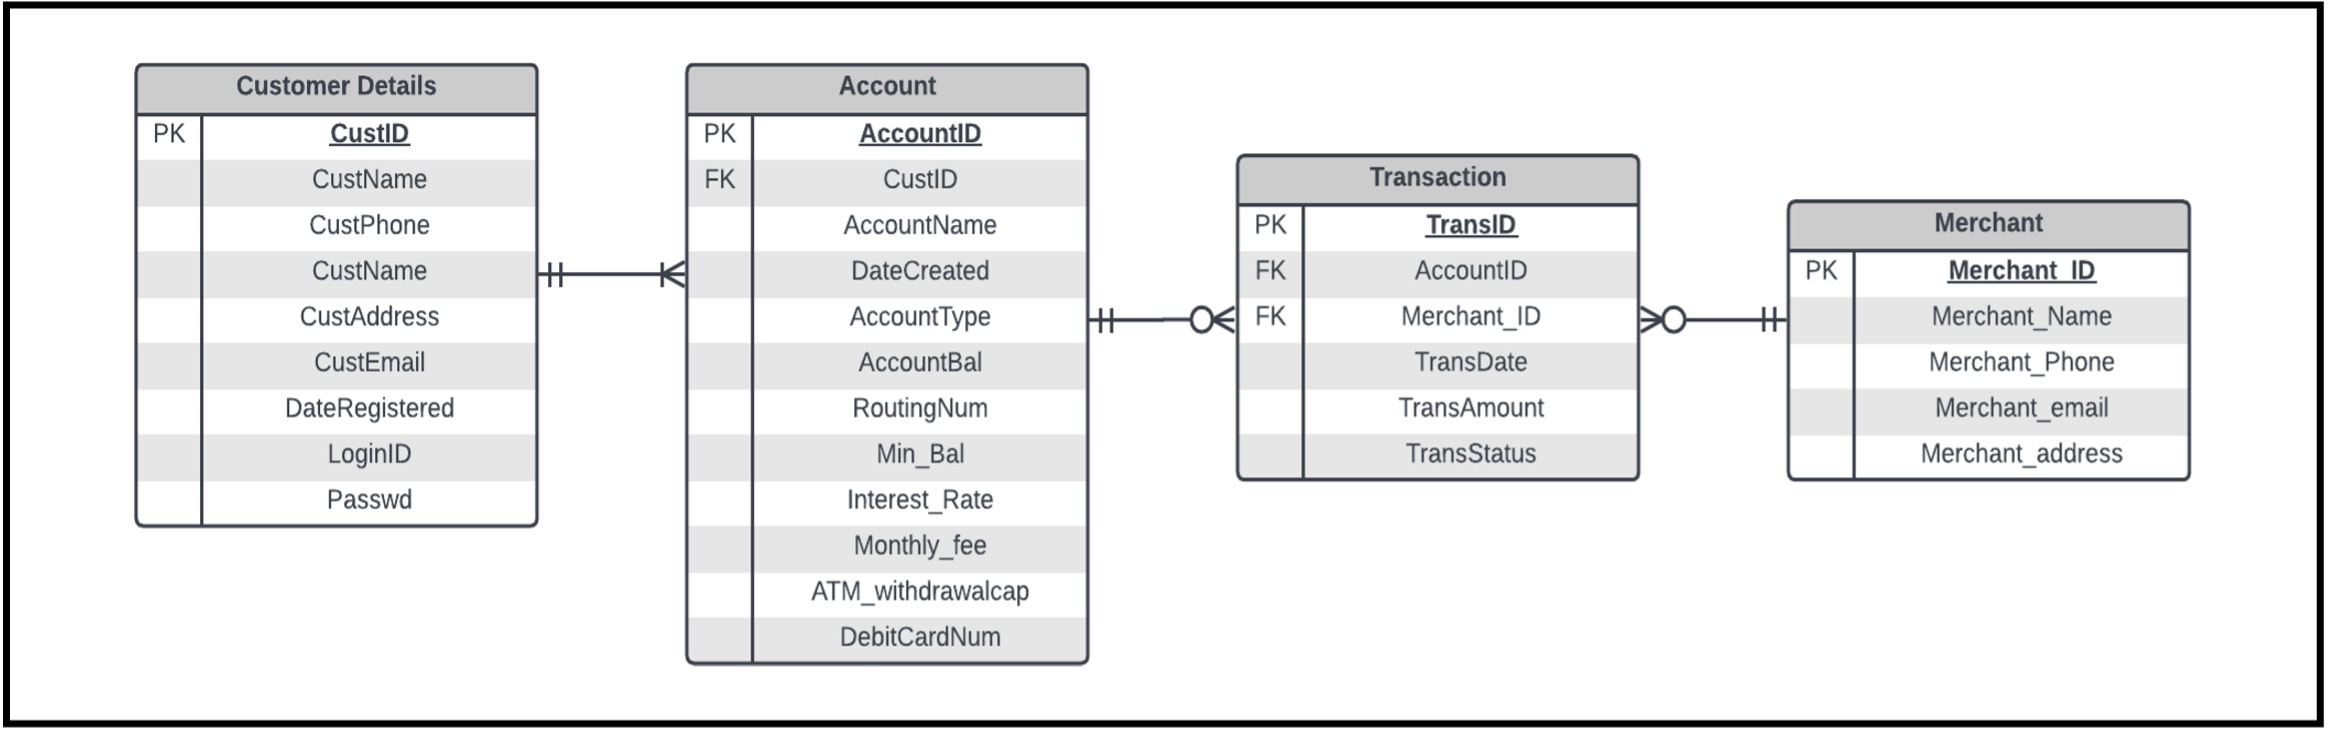 Customer Details
PK CustID
CustName
CustPhone
CustName
CustAddress
CustEmail
DateRegistered
LoginID
Passwd
Account
PK AccountID
FK CustID
AccountName
DateCreated
AccountType
AccountBal
RoutingNum
Min_Bal
Interest_Rate
Monthly_fee
ATM_withdrawalcap
DebitCardNum
Transaction
PK TransID
FK AccountID
FK Merchant_ID
TransDate
TransAmount
TransStatus
Merchant
PK Merchant_ID
Merchant_Name
Merchant_Phone
Merchant_email
Merchant_address